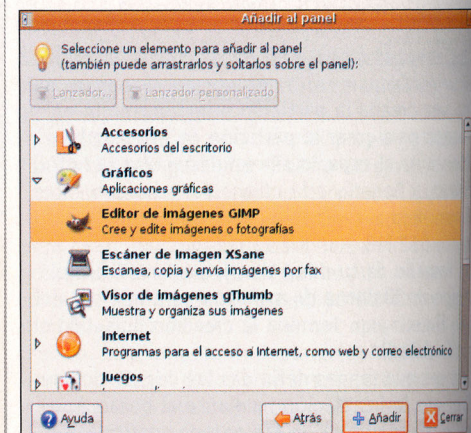 Añadir al panel
Seleccione un elemento para añadir al panel
(también puede arrastrarlos y soltarlos sobre el panel):
Lanzador... Lanzador personalizado
Accesorios
Accesorios del escritorio
Gráficos
Aplicaciones gráficas
Editor de imágenes GIMP
Cree y edite imágenes o fotografías
Escáner de Imagen XSane
Escanea, copia y envía imágenes por fax
Visor de imágenes gThumb
Muestra y organiza sus imágenes
Internet
Programas para el acceso a Internet, como web y correo electrónico
Juegos
Ayuda Atrás Añadir Cerrar